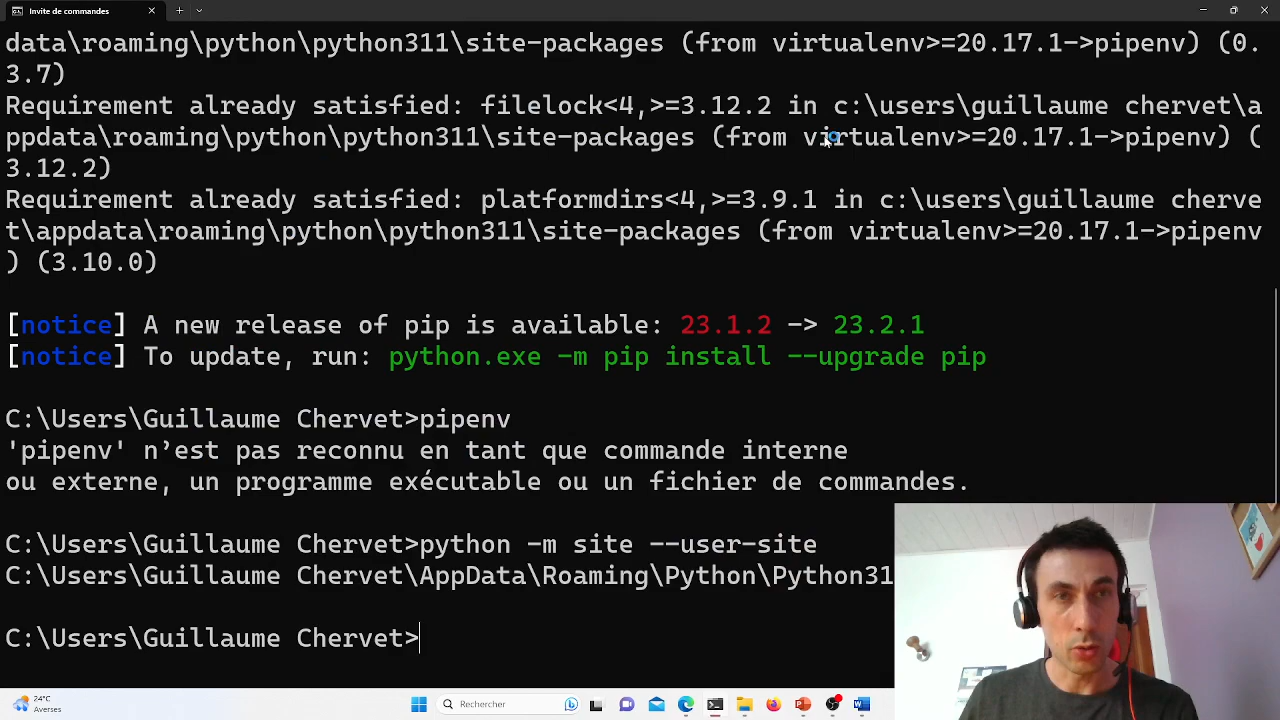 Invite de commandes
data\roaming\python\python311\site-packages (from virtualenv>=20.17.1->pipenv) (0.
3.7)
Requirement already satisfied: filelock<4,>=3.12.2 in c:\users\guillaume chervet\a
ppdata\roaming\python\python311\site-packages (from virtualenv>=20.17.1->pipenv) (
3.12.2)
Requirement already satisfied: platformdirs<4,>=3.9.1 in c:\users\guillaume cherve
t\appdata\roaming\python\python311\site-packages (from virtualenv>=20.17.1->pipenv
) (3.10.0)
[notice] A new release of pip is available: 23.1.2 -> 23.2.1
[notice] To update, run: python.exe -m pip install --upgrade pip
C:\Users\Guillaume Chervet>pipenv
'pipenv' n’est pas reconnu en tant que commande interne
ou externe, un programme exécutable ou un fichier de commandes.
C:\Users\Guillaume Chervet>python -m site --user-site
C:\Users\Guillaume Chervet\AppData\Roaming\Python\Python31
C:\Users\Guillaume Chervet>
24°C
Averses
Rechercher